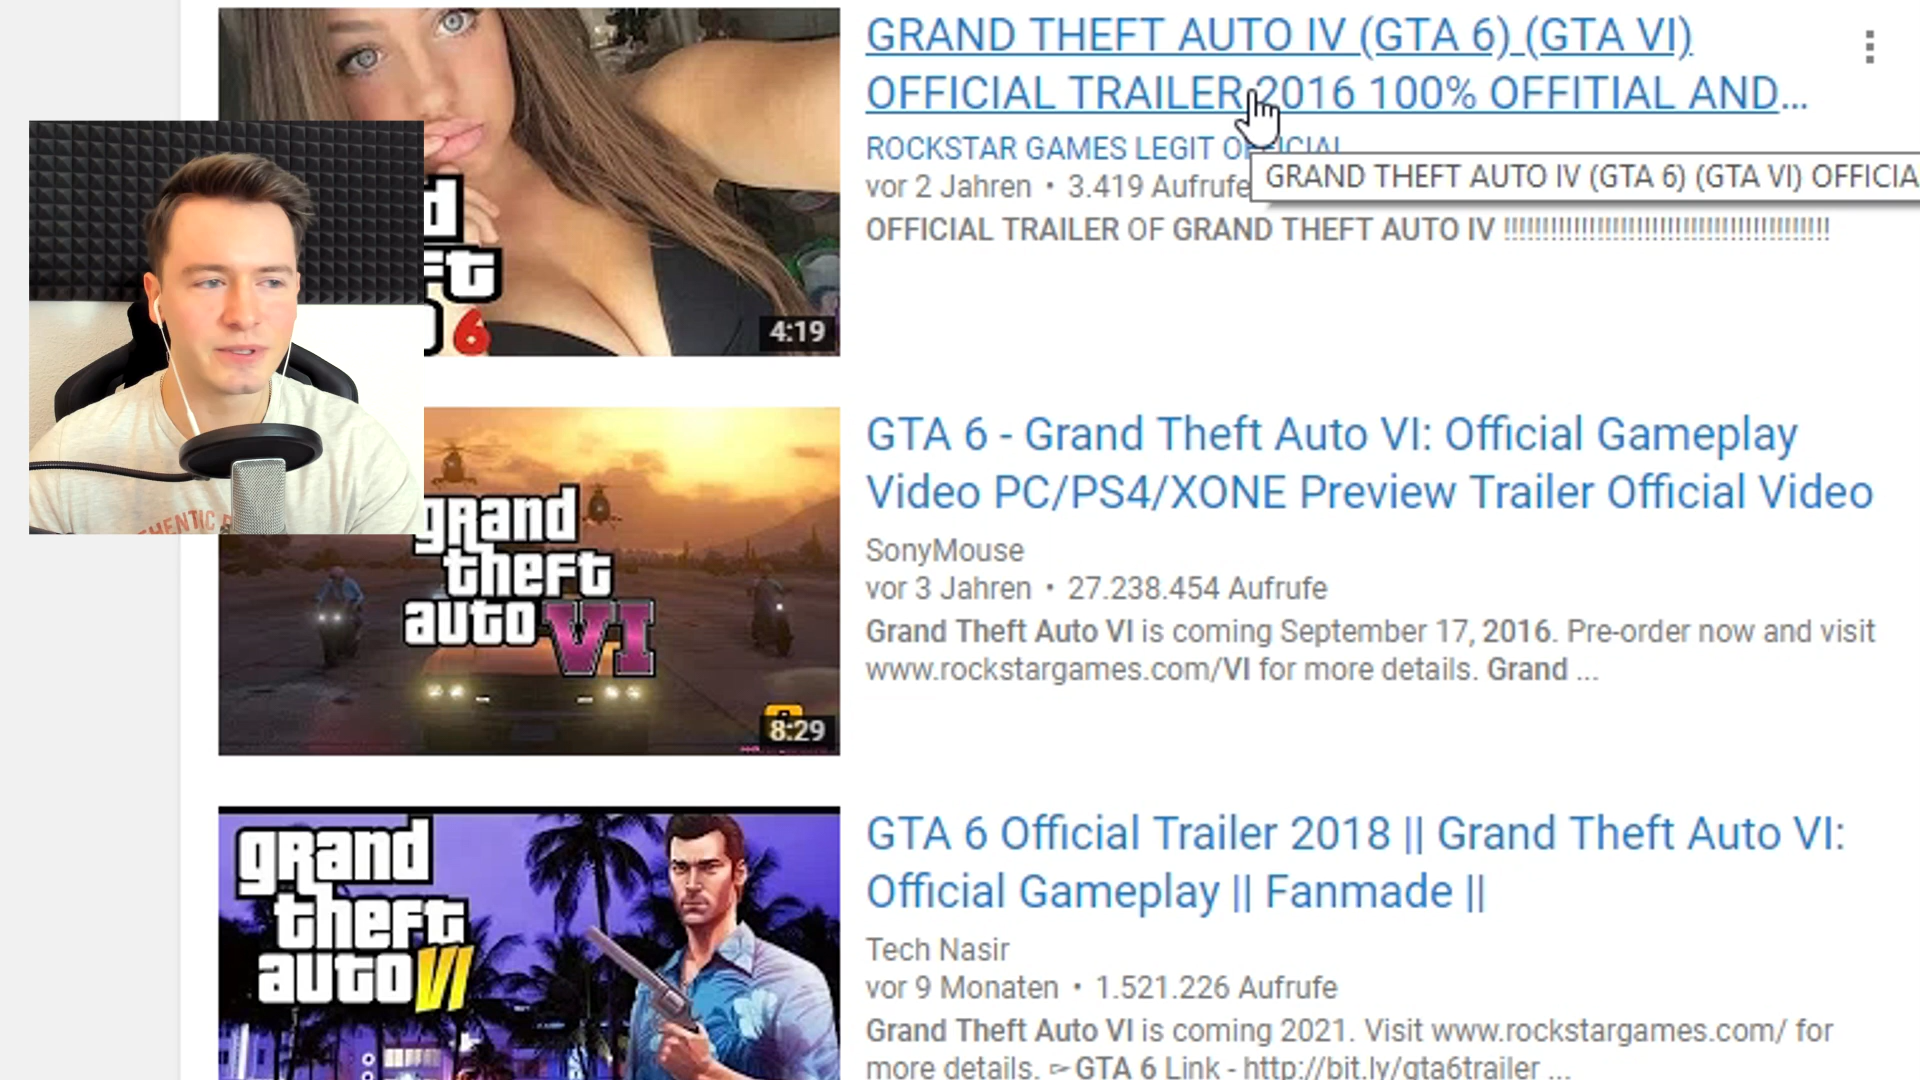 GRAND THEFT AUTO IV (GTA 6) (GTA VI)
OFFICIAL TRAILER 2016 100% OFFITIAL AND...
ROCKSTAR GAMES LEGIT OFFICIAL
vor 2 Jahren • 3.419 Aufrufe
GRAND THEFT AUTO IV (GTA 6) (GTA VI) OFFICIA
OFFICIAL TRAILER OF GRAND THEFT AUTO IV !!!!!!!!!!!!!!!!!!!!!!!!!!!!!!!!!!!!!!!!!!!
d
ft
6
4:19
HENTIC
GTA 6 - Grand Theft Auto VI: Official Gameplay
Video PC/PS4/XONE Preview Trailer Official Video
SonyMouse
vor 3 Jahren • 27.238.454 Aufrufe
Grand Theft Auto VI is coming September 17, 2016. Pre-order now and visit
www.rockstargames.com/VI for more details. Grand ...
grand
theft
auto VI
8:29
GTA 6 Official Trailer 2018 || Grand Theft Auto VI:
Official Gameplay || Fanmade ||
Tech Nasir
vor 9 Monaten • 1.521.226 Aufrufe
Grand Theft Auto VI is coming 2021. Visit www.rockstargames.com/ for
more details. ➣GTA 6 Link - http://bit.ly/gta6trailer ...
grand
theft
auto VI